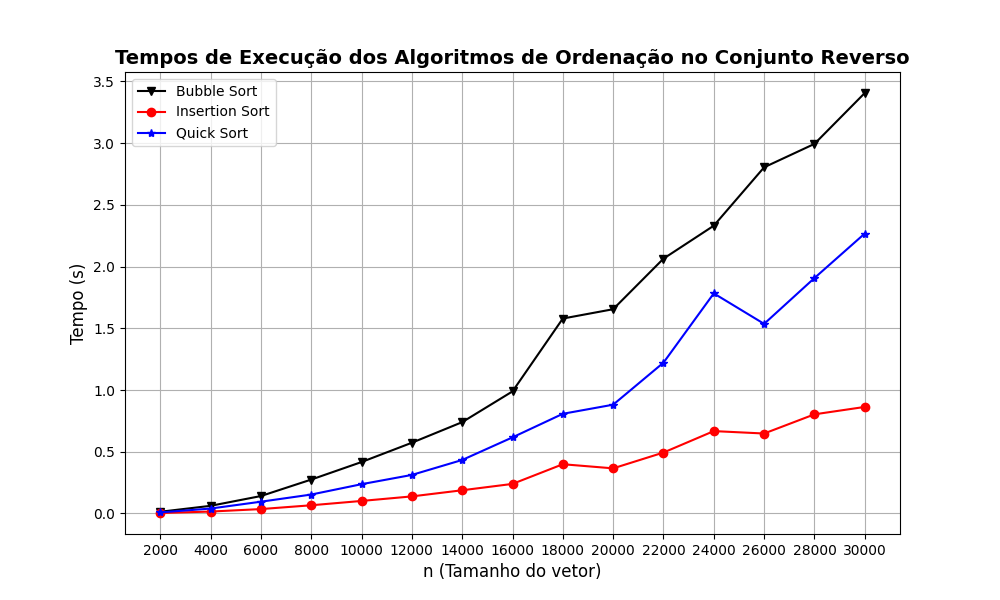 Tempos de Execução dos Algoritmos de Ordenação no Conjunto Reverso
Bubble Sort
Insertion Sort
Quick Sort
3.5
3.0
2.5
2.0
1.5
1.0
0.5
0.0
Tempo (s)
2000 4000 6000 8000 10000 12000 14000 16000 18000 20000 22000 24000 26000 28000 30000
n (Tamanho do vetor)